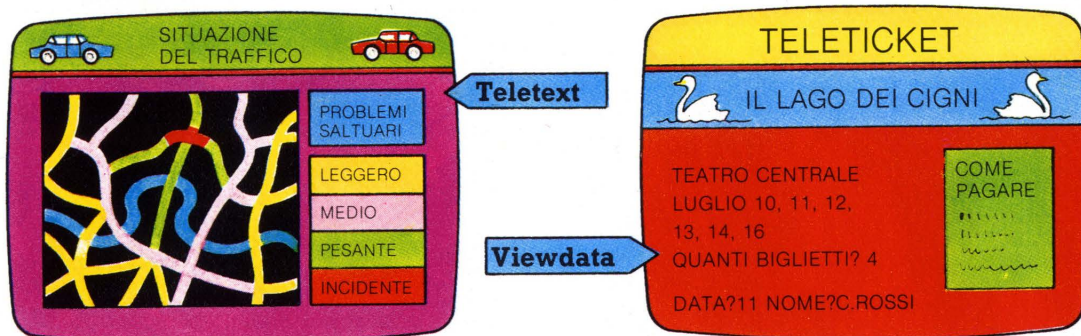 SITUAZIONE
DEL TRAFFICO
PROBLEMI
SALTUARI
LEGGERO
MEDIO
PESANTE
INCIDENTE
Teletext
Viewdata
TELETICKET
IL LAGO DEI CIGNI
TEATRO CENTRALE
LUGLIO 10, 11, 12,
13, 14, 16
QUANTI BIGLIETTI? 4
DATA?11 NOME?C.ROSSI
COME
PAGARE